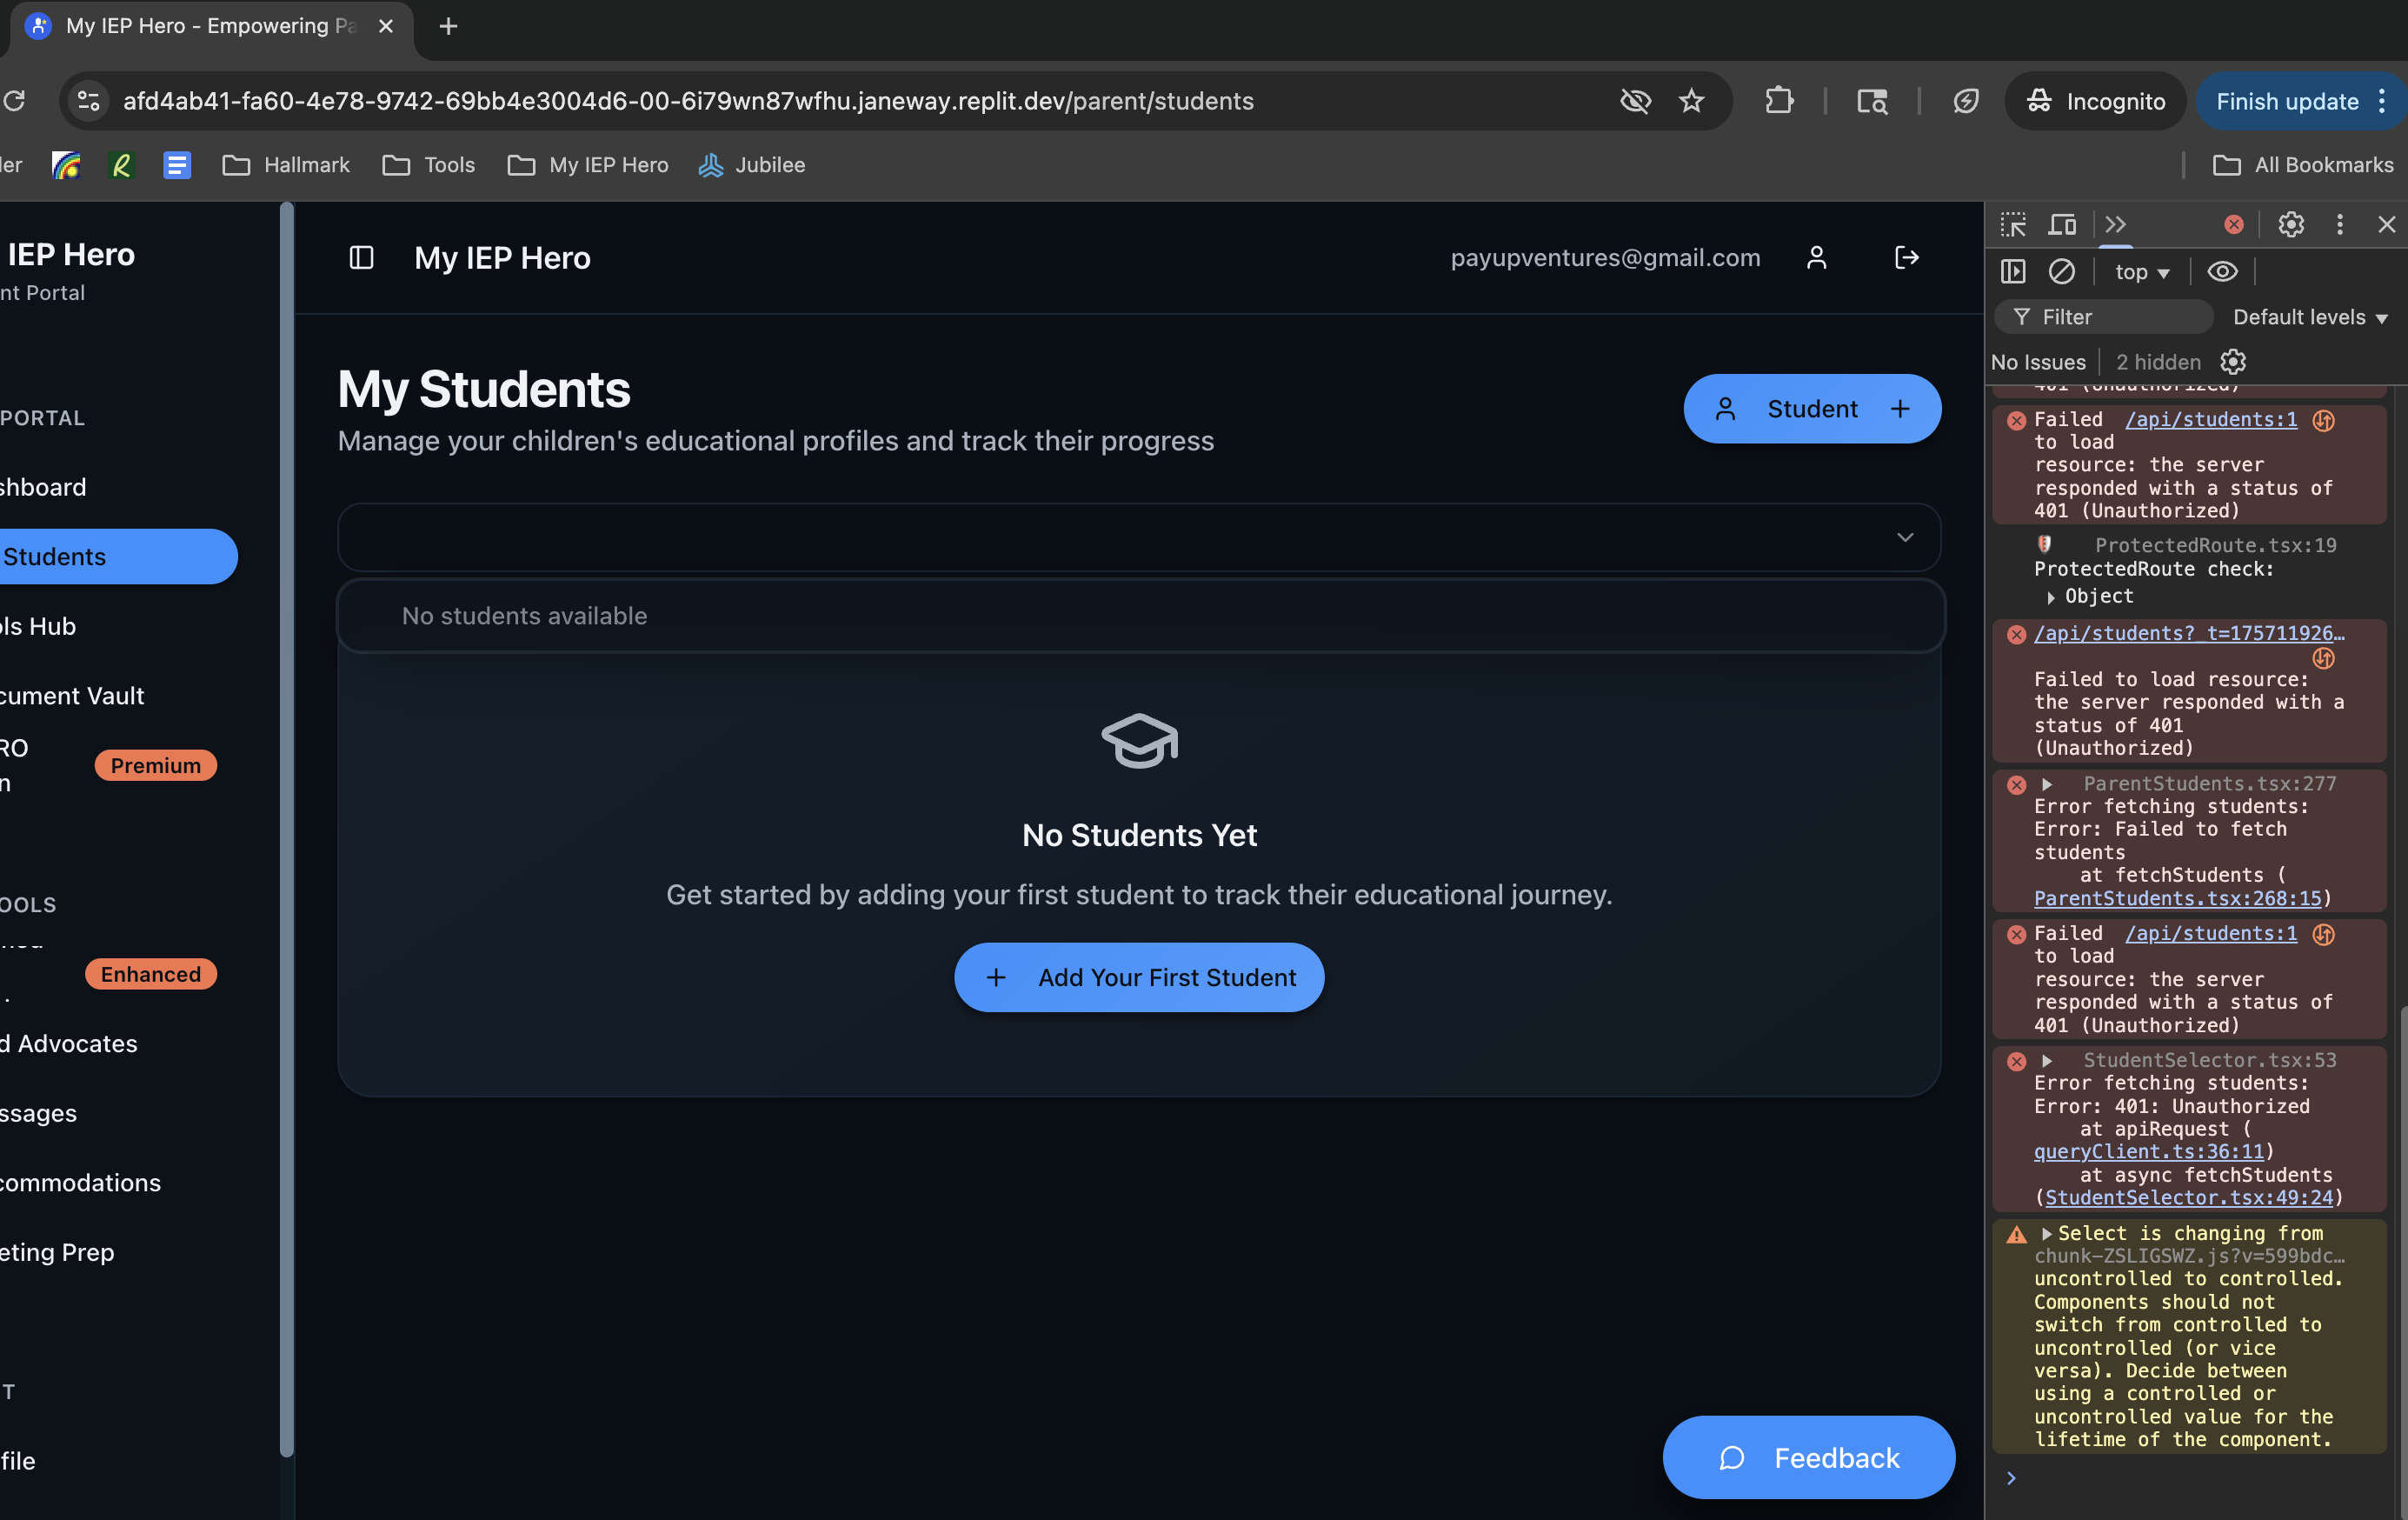 My IEP Hero - Empowering Pa
afd4ab41-fa60-4e78-9742-69bb4e3004d6-00-6i79wn87wfhu.janeway.replit.dev/parent/students
Incognito
Finish update
ler
Hallmark
Tools
My IEP Hero
Jubilee
All Bookmarks
IEP Hero
nt Portal
PORTAL
shboard
Students
ols Hub
cument Vault
RO
n
Premium
OOLS
Enhanced
.
d Advocates
ssages
commodations
eting Prep
T
file
My IEP Hero
payupventures@gmail.com
My Students
Manage your children's educational profiles and track their progress
Student
No students available
No Students Yet
Get started by adding your first student to track their educational journey.
Add Your First Student
Feedback
top
Filter
Default levels
No Issues
2 hidden
401 (Unauthorized)
Failed /api/students:1
to load
resource: the server
responded with a status of
401 (Unauthorized)
ProtectedRoute.tsx:19
ProtectedRoute check:
Object
/api/students?_t=175711926…
Failed to load resource:
the server responded with a
status of 401
(Unauthorized)
ParentStudents.tsx:277
Error fetching students:
Error: Failed to fetch
students
at fetchStudents (
ParentStudents.tsx:268:15)
Failed /api/students:1
to load
resource: the server
responded with a status of
401 (Unauthorized)
StudentSelector.tsx:53
Error fetching students:
Error: 401: Unauthorized
at apiRequest (
queryClient.ts:36:11)
at async fetchStudents
(StudentSelector.tsx:49:24)
Select is changing from
chunk-ZSLIGSWZ.js?v=599bdc…
uncontrolled to controlled.
Components should not
switch from controlled to
uncontrolled (or vice
versa). Decide between
using a controlled or
uncontrolled value for the
lifetime of the component.